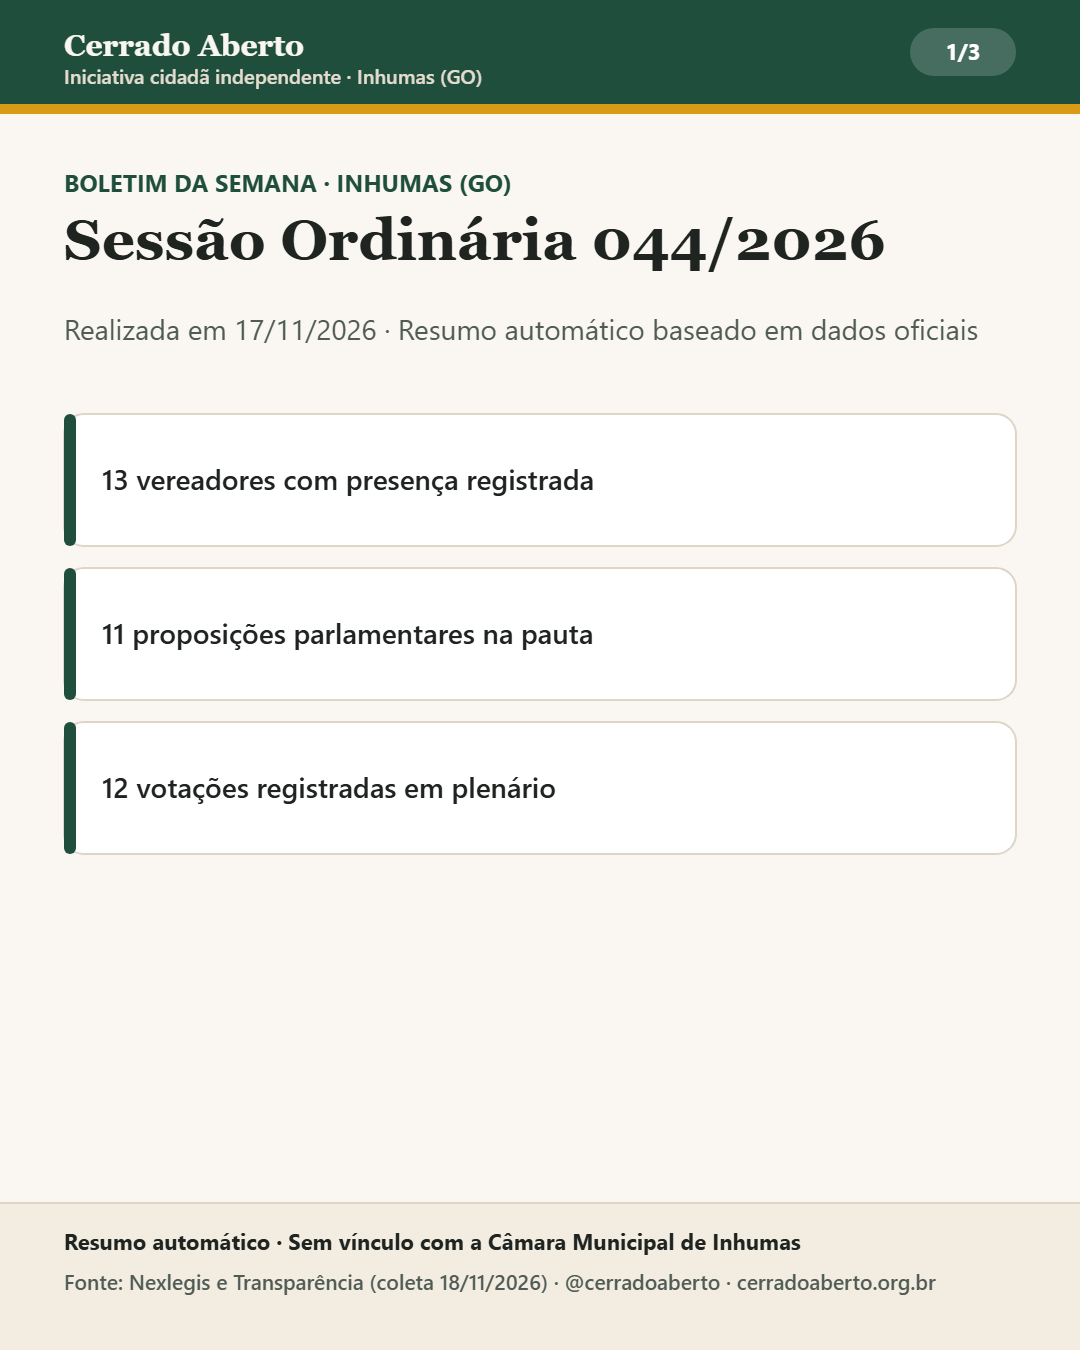 Cerrado Aberto
Iniciativa cidadã independente · Inhumas (GO)
1/3
BOLETIM DA SEMANA · INHUMAS (GO)
Sessão Ordinária 044/2026
Realizada em 17/11/2026 · Resumo automático baseado em dados oficiais
13 vereadores com presença registrada
11 proposições parlamentares na pauta
12 votações registradas em plenário
Resumo automático · Sem vínculo com a Câmara Municipal de Inhumas
Fonte: Nexlegis e Transparência (coleta 18/11/2026) · @cerradoaberto · cerradoaberto.org.br